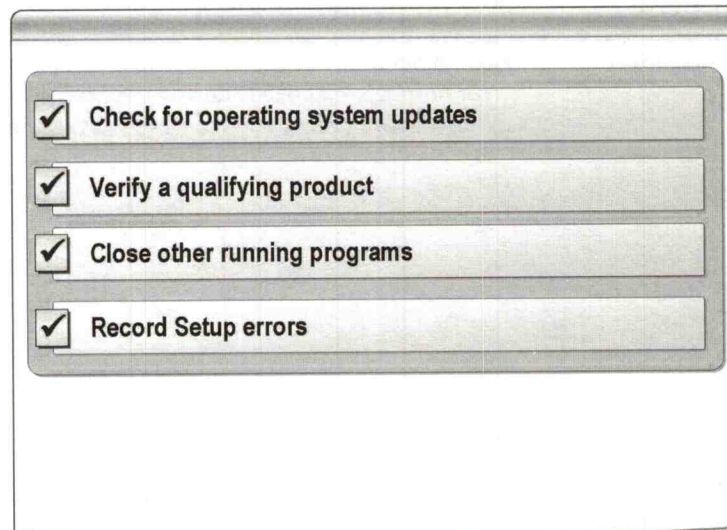 Check for operating system updates
Verify a qualifying product
Close other running programs
Record Setup errors